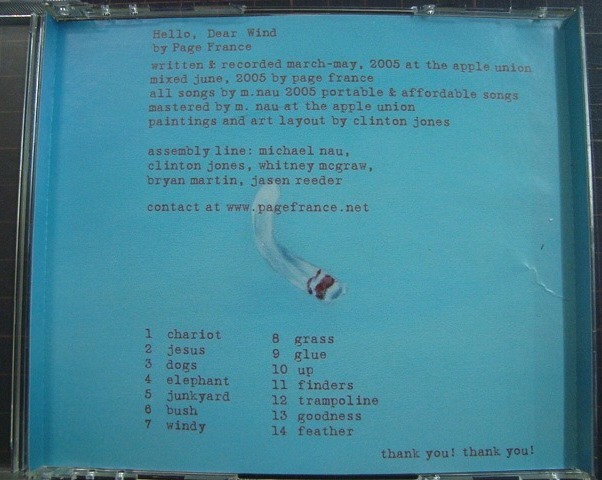 Hello, Dear Wind
by Page France
written & recorded march-may, 2005 at the apple union
mixed june, 2005 by page france
all songs by m.nau 2005 portable & affordable songs
mastered by m. nau at the apple union
paintings and art layout by clinton jones
assembly line: michael nau,
clinton jones, whitney mcgraw,
bryan martin, jasen reeder
contact at www.pagefrance.net
1 chariot
2 jesus
3 dogs
4 elephant
5 junkyard
6 bush
7 windy
8 grass
9 glue
10 up
11 finders
12 trampoline
13 goodness
14 feather
thank you! thank you!